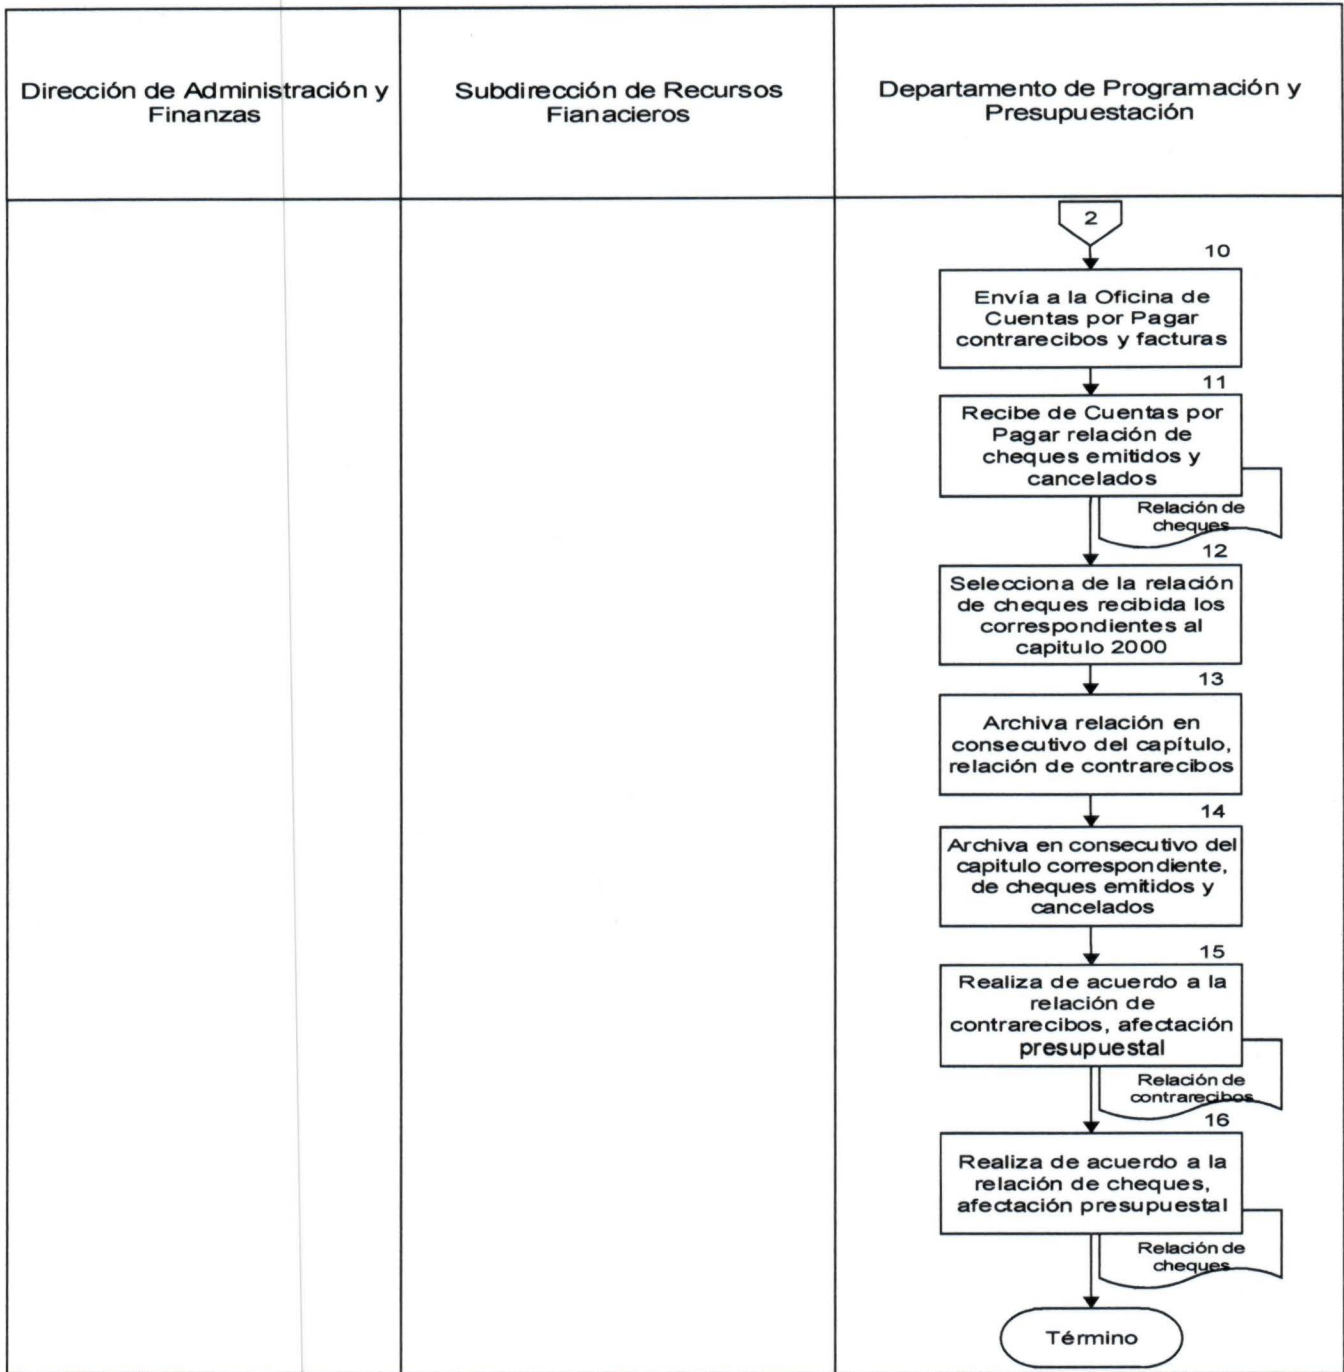 Dirección de Administración y
Finanzas
Subdirección de Recursos
Fianacieros
Departamento de Programación y
Presupuestación
2
10
Envía a la Oficina de
Cuentas por Pagar
contrarecibos y facturas
11
Recibe de Cuentas por
Pagar relación de
cheques emitidos y
cancelados
Relación de
cheques
12
Selecciona de la relación
de cheques recibida los
correspondientes al
capitulo 2000
13
Archiva relación en
consecutivo del capítulo,
relación de contrarecibos
14
Archiva en consecutivo del
capitulo correspondiente,
de cheques emitidos y
cancelados
15
Realiza de acuerdo a la
relación de
contrarecibos, afectación
presupuestal
Relación de
contrarecibos
16
Realiza de acuerdo a la
relación de cheques,
afectación presupuestal
Relación de
cheques
Término